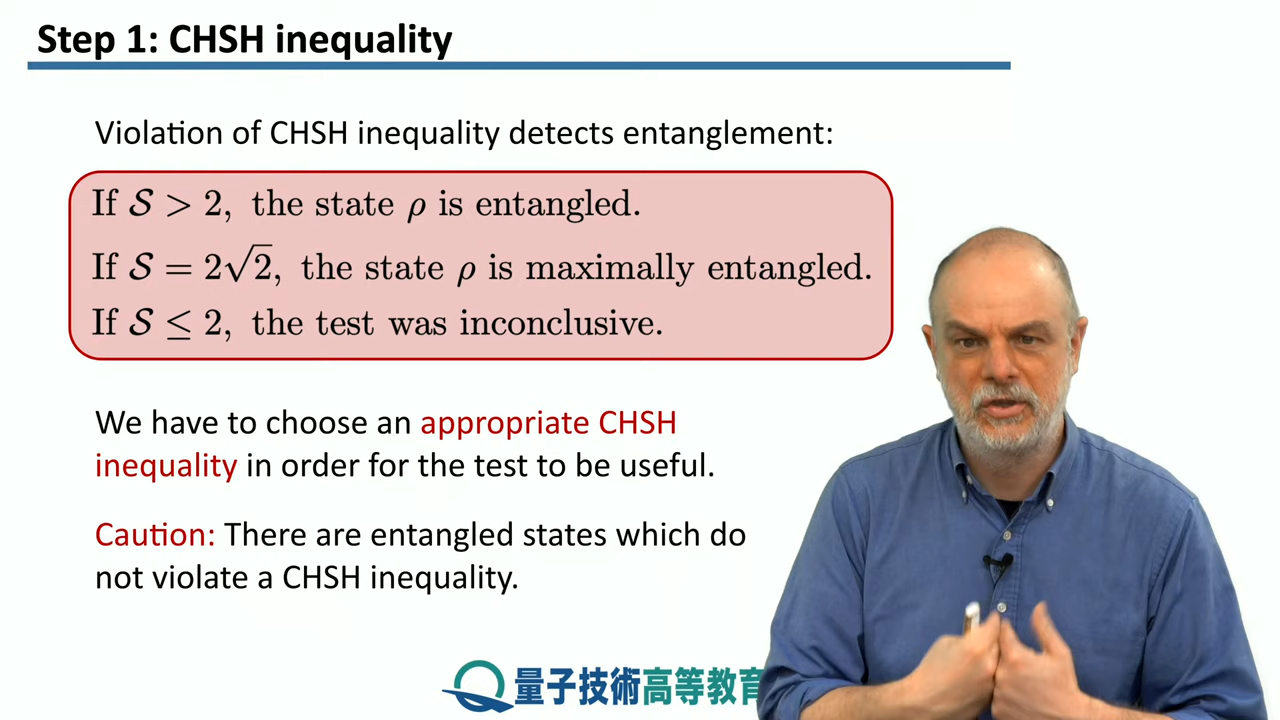 Step 1: CHSH inequality
Violation of CHSH inequality detects entanglement:
If 𝒮 > 2, the state ρ is entangled.
If 𝒮 = 2√2, the state ρ is maximally entangled.
If 𝒮 ≤ 2, the test was inconclusive.
We have to choose an appropriate CHSH
inequality in order for the test to be useful.
Caution: There are entangled states which do
not violate a CHSH inequality.
量子技術高等教育